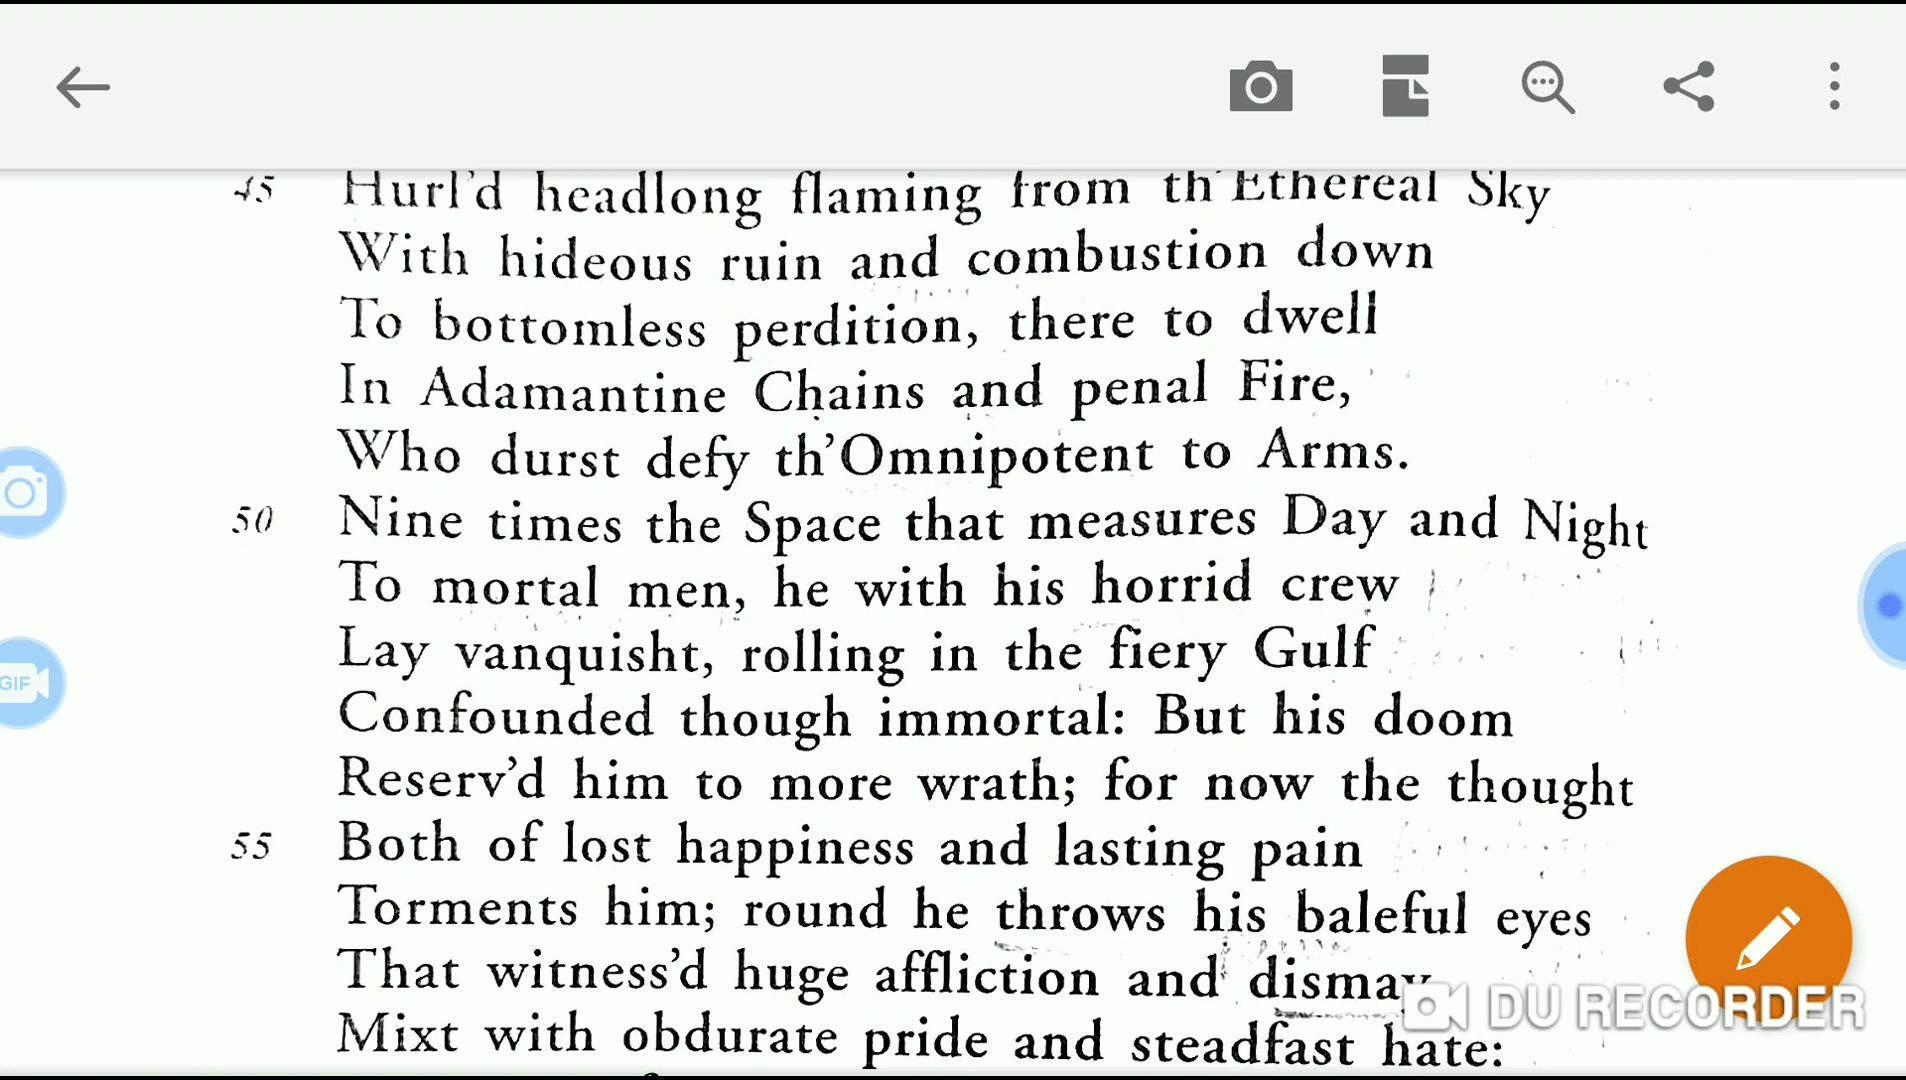 45 Hurl'd headlong flaming from th'Ethereal Sky
With hideous ruin and combustion down
To bottomless perdition, there to dwell
In Adamantine Chains and penal Fire,
Who durst defy th'Omnipotent to Arms.
50 Nine times the Space that measures Day and Night
To mortal men, he with his horrid crew
Lay vanquisht, rolling in the fiery Gulf
Confounded though immortal: But his doom
Reserv'd him to more wrath; for now the thought
55 Both of lost happiness and lasting pain
Torments him; round he throws his baleful eyes
That witness'd huge affliction and dismay
Mixt with obdurate pride and steadfast hate:
GIF
DU RECORDER